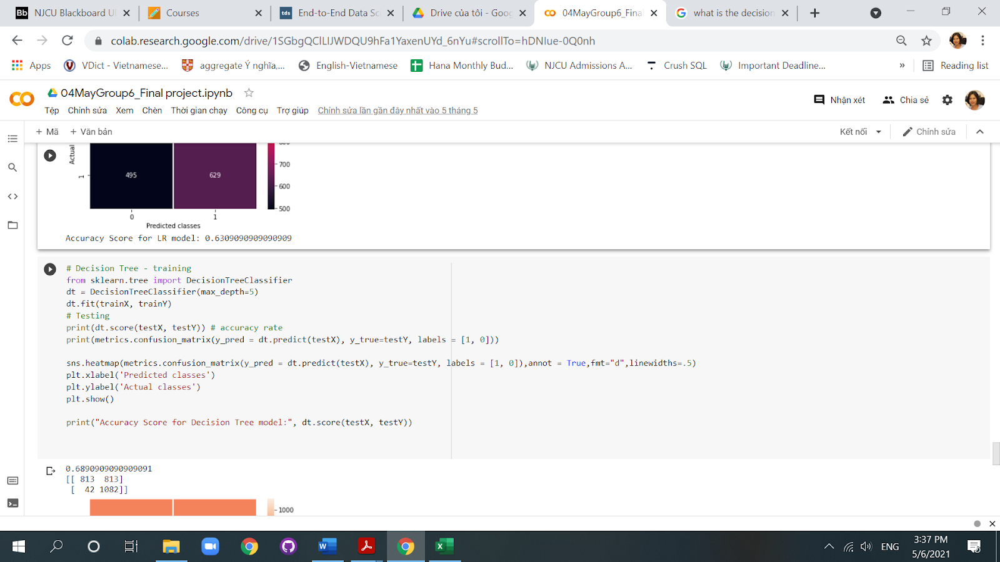 Bb NJCU Blackboard Ul
Courses
tds End-to-End Data Sc
Drive của tôi - Goog
04MayGroup6_Final
what is the decision
colab.research.google.com/drive/1SGbgQClLIJWDQU9hFa1YaxenUYd_6nYu#scrollTo=hDNIue-0Q0nh
Apps
VDict - Vietnamese...
aggregate Ý nghĩa,...
English-Vietnamese
Hana Monthly Bud...
NJCU Admissions A...
Crush SQL
Important Deadline...
»
Reading list
04MayGroup6_Final project.ipynb
Nhận xét
Chia sẻ
Tệp Chỉnh sửa Xem Chèn Thời gian chạy Công cụ Trợ giúp Chỉnh sửa lần gần đây nhất vào 5 tháng 5
+ Mã + Văn bản
Kết nối
Chỉnh sửa
Actual
1
495
629
700
600
500
0 1
Predicted classes
Accuracy Score for LR model: 0.6309090909090909
# Decision Tree - training
from sklearn.tree import DecisionTreeClassifier
dt = DecisionTreeClassifier(max_depth=5)
dt.fit(trainX, trainY)
# Testing
print(dt.score(testX, testY)) # accuracy rate
print(metrics.confusion_matrix(y_pred = dt.predict(testX), y_true=testY, labels = [1, 0]))
sns.heatmap(metrics.confusion_matrix(y_pred = dt.predict(testX), y_true=testY, labels = [1, 0]),annot = True,fmt="d",linewidths=.5)
plt.xlabel('Predicted classes')
plt.ylabel('Actual classes')
plt.show()
print("Accuracy Score for Decision Tree model:", dt.score(testX, testY))
0.6890909090909091
[[ 813  813]
 [  42 1082]]
1000
ENG
3:37 PM
5/6/2021